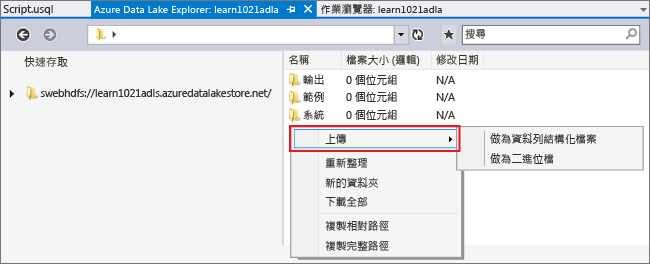 Script.usql
Azure Data Lake Explorer: learn1021adla
作業瀏覽器: learn1021adla
搜尋
快速存取
swebhdfs://learn1021adls.azuredatalakestore.net/
名稱 檔案大小 (邏輯) 修改日期
輸出 0 個位元組 N/A
範例 0 個位元組 N/A
系統 0 個位元組 N/A
上傳
做為資料列結構化檔案
做為二進位檔
重新整理
新的資料夾
下載全部
複製相對路徑
複製完整路徑